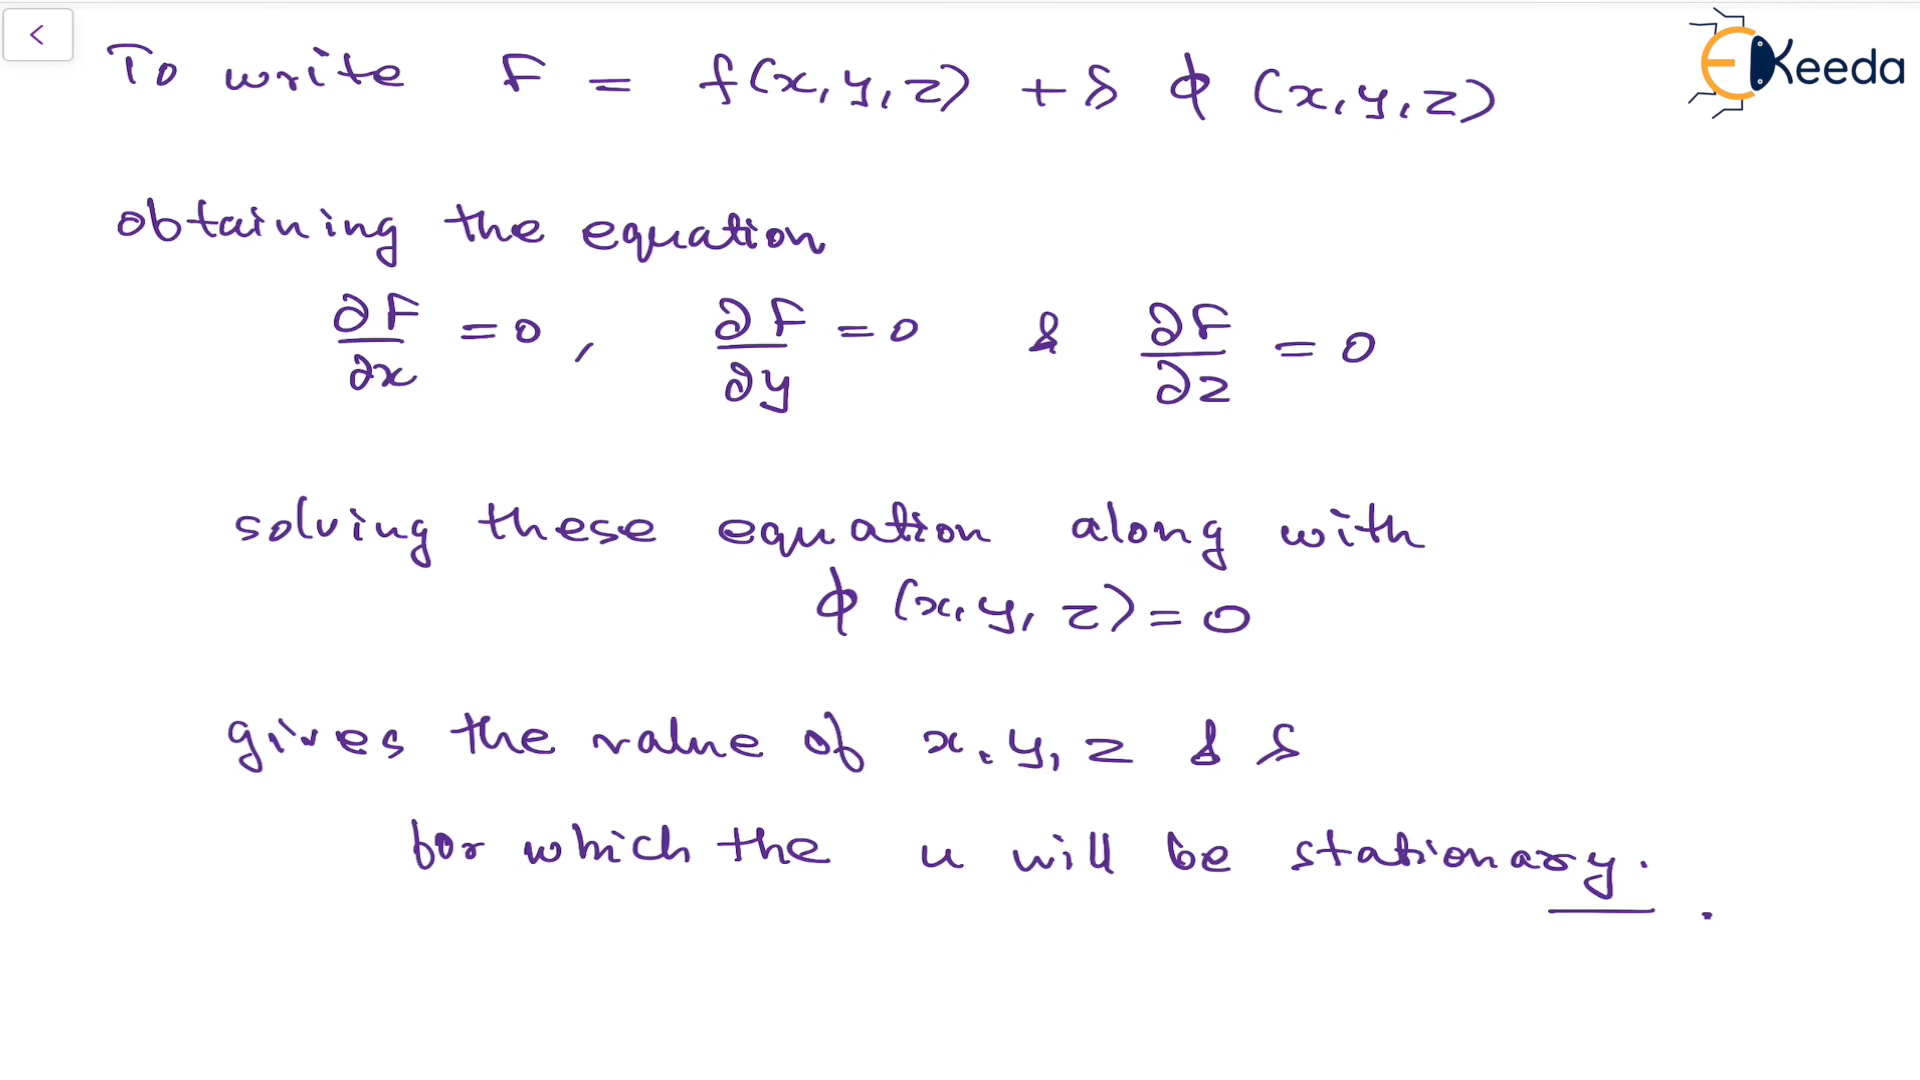 To write F = f(x,y,z) + δ ϕ (x,y,z)
EKeeda
obtaining the equation
∂F/∂x = 0, ∂F/∂y = 0 & ∂F/∂z = 0
solving these equation along with
ϕ (x,y,z) = 0
gives the value of x,y,z & δ
for which the u will be stationary.